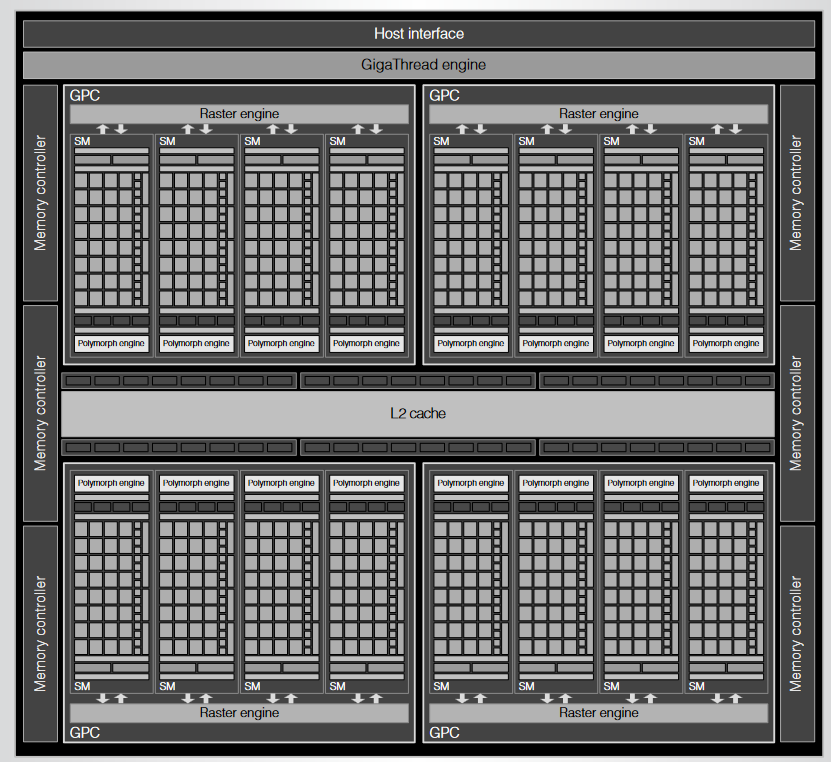 Host interface
GigaThread engine
Memory controller
GPC
GPC
Memory controller
Raster engine
Raster engine
SM SM SM SM
SM SM SM SM
Polymorph engine Polymorph engine Polymorph engine Polymorph engine
Polymorph engine Polymorph engine Polymorph engine Polymorph engine
Memory controller
L2 cache
Memory controller
Polymorph engine Polymorph engine Polymorph engine Polymorph engine
Polymorph engine Polymorph engine Polymorph engine Polymorph engine
Memory controller
Memory controller
SM SM SM SM
SM SM SM SM
Raster engine
Raster engine
GPC
GPC